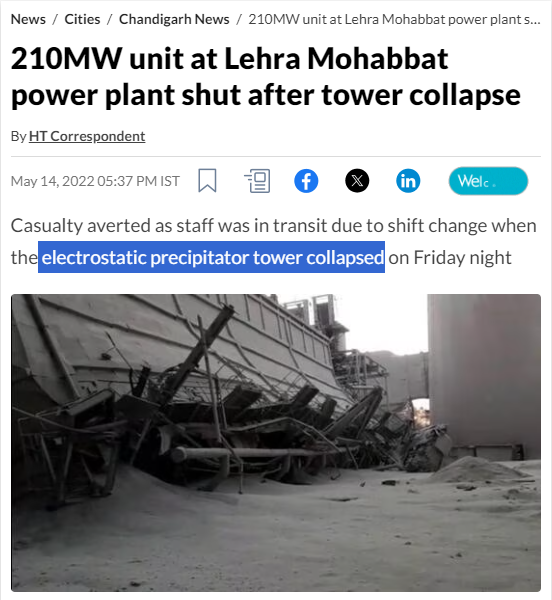 News / Cities / Chandigarh News / 210MW unit at Lehra Mohabbat power plant s...
210MW unit at Lehra Mohabbat
power plant shut after tower collapse
By HT Correspondent
May 14, 2022 05:37 PM IST
Welc
Casualty averted as staff was in transit due to shift change when
the electrostatic precipitator tower collapsed on Friday night